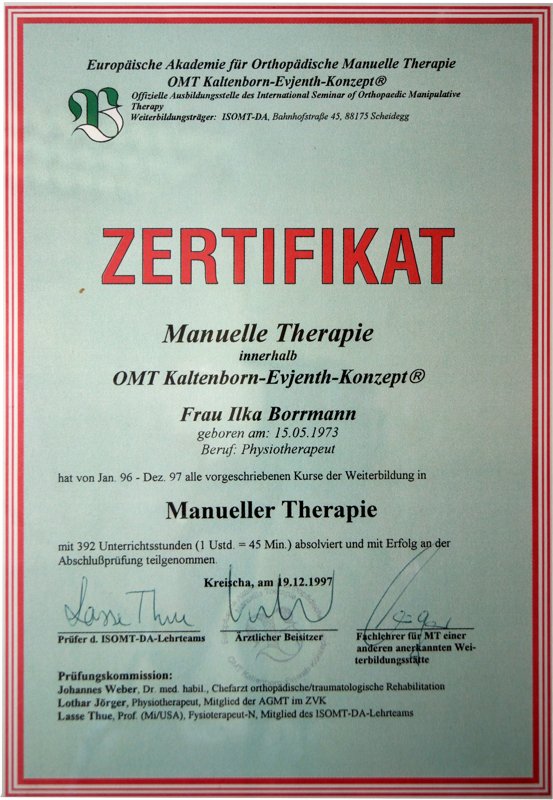 Europäische Akademie für Orthopädische Manuelle Therapie
OMT Kaltenborn-Evjenth-Konzept®
Offizielle Ausbildungsstelle des International Seminar of Orthopaedic Manipulative
Therapy
Weiterbildungsträger: ISOMT-DA, Bahnhofstraße 45, 88175 Scheidegg
ZERTIFIKAT
Manuelle Therapie
innerhalb
OMT Kaltenborn-Evjenth-Konzept®
Frau Ilka Borrmann
geboren am: 15.05.1973
Beruf: Physiotherapeut
hat von Jan. 96 - Dez. 97 alle vorgeschriebenen Kurse der Weiterbildung in
Manueller Therapie
mit 392 Unterrichtsstunden (1 Ustd. = 45 Min.) absolviert und mit Erfolg an der
Abschlußprüfung teilgenommen.
Kreischa, am 19.12.1997
Lasse Thue
Prüfer d. ISOMT-DA-Lehrteams
Ärztlicher Beisitzer
Fachlehrer für MT einer
anderen anerkannten Wei-
terbildungsstätte
Prüfungskommission:
Johannes Weber, Dr. med. habil., Chefarzt orthopädische/traumatologische Rehabilitation
Lothar Jörger, Physiotherapeut, Mitglied der AGMT im ZVK
Lasse Thue, Prof. (Mi/USA), Fysioterapeut-N, Mitglied des ISOMT-DA-Lehrteams